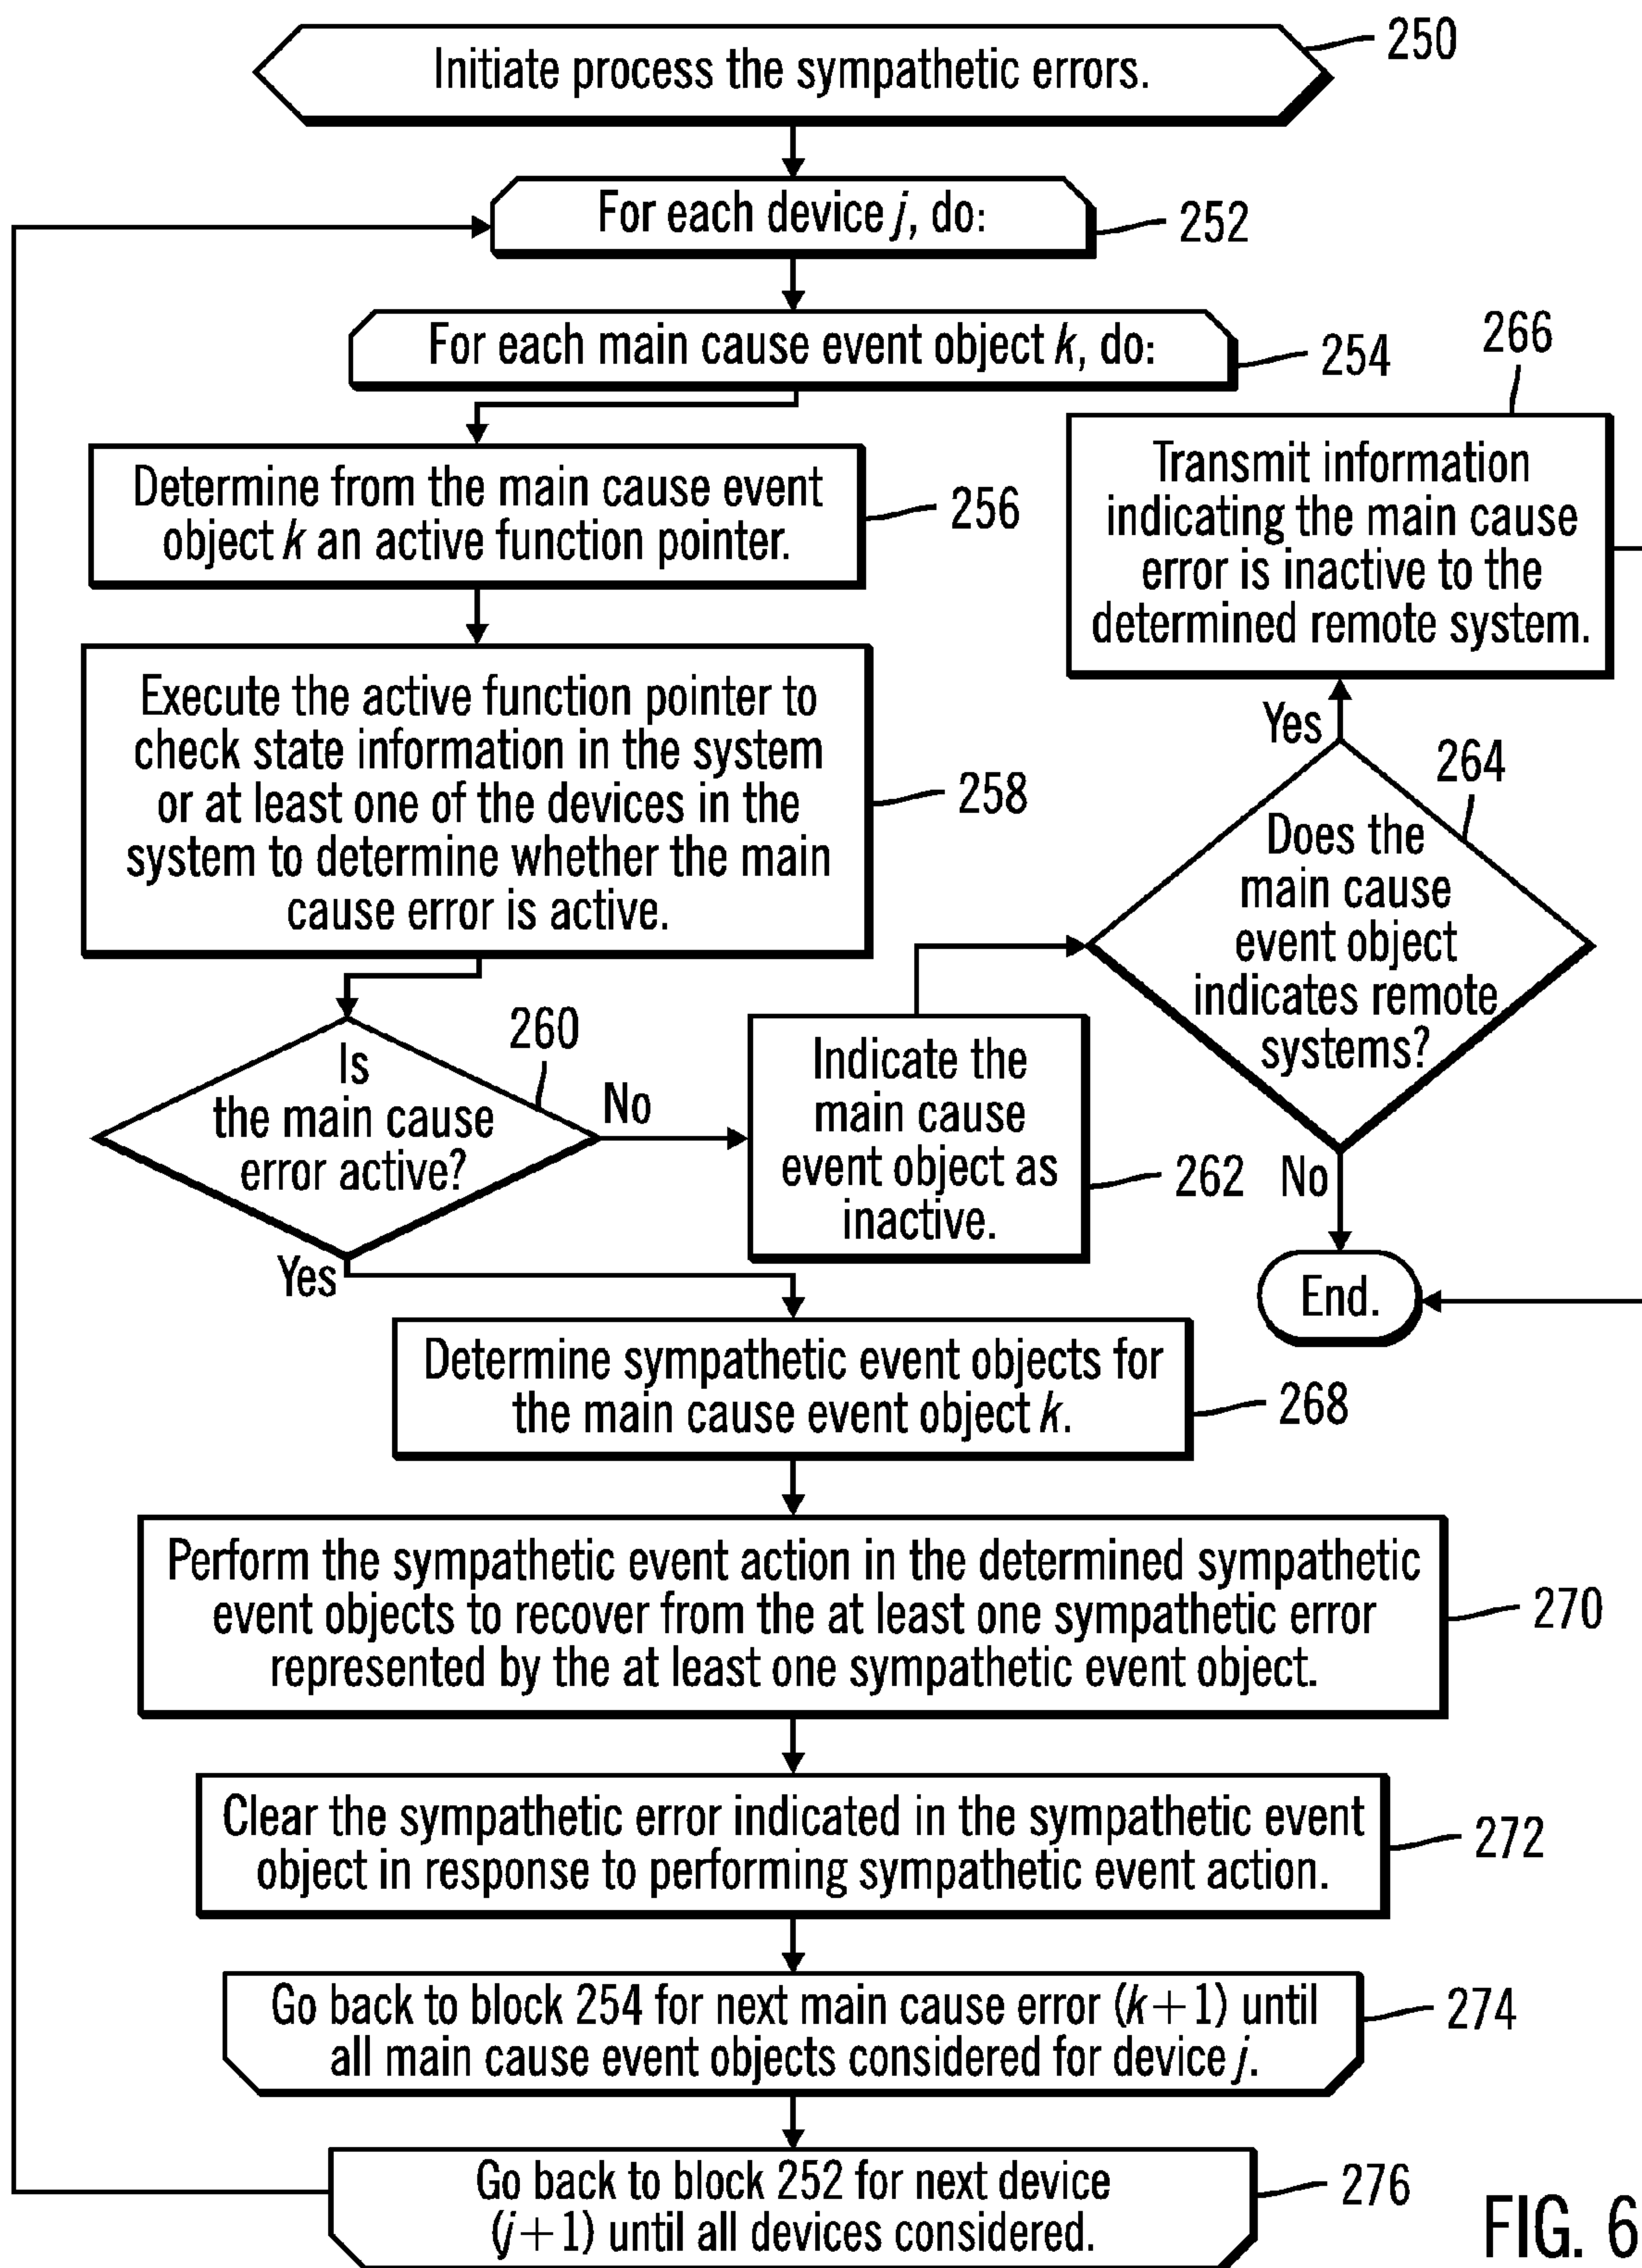 Initiate process the sympathetic errors.
250
For each device j, do:
252
For each main cause event object k, do:
254
Determine from the main cause event
object k an active function pointer.
256
Execute the active function pointer to
check state information in the system
or at least one of the devices in the
system to determine whether the main
cause error is active.
258
Is
the main cause
error active?
260
No
Yes
Indicate the
main cause
event object as
inactive.
262
Does the
main cause
event object
indicates remote
systems?
264
Yes
No
Transmit information
indicating the main cause
error is inactive to the
determined remote system.
266
End.
Determine sympathetic event objects for
the main cause event object k.
268
Perform the sympathetic event action in the determined sympathetic
event objects to recover from the at least one sympathetic error
represented by the at least one sympathetic event object.
270
Clear the sympathetic error indicated in the sympathetic event
object in response to performing sympathetic event action.
272
Go back to block 254 for next main cause error (k+1) until
all main cause event objects considered for device j.
274
Go back to block 252 for next device
(j+1) until all devices considered.
276
FIG. 6